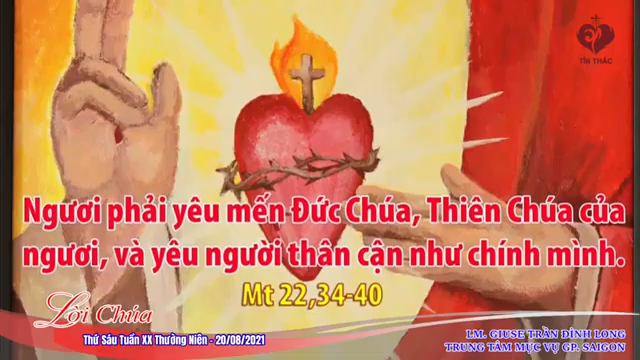 TÍN THÁC
Ngươi phải yêu mến Đức Chúa, Thiên Chúa của
ngươi, và yêu người thân cận như chính mình.
Mt 22,34-40
Lời Chúa
Thứ Sáu Tuần XX Thường Niên - 20/08/2021
LM. GIUSE TRẦN ĐÌNH LONG
TRUNG TÂM MỤC VỤ GP. SAIGON